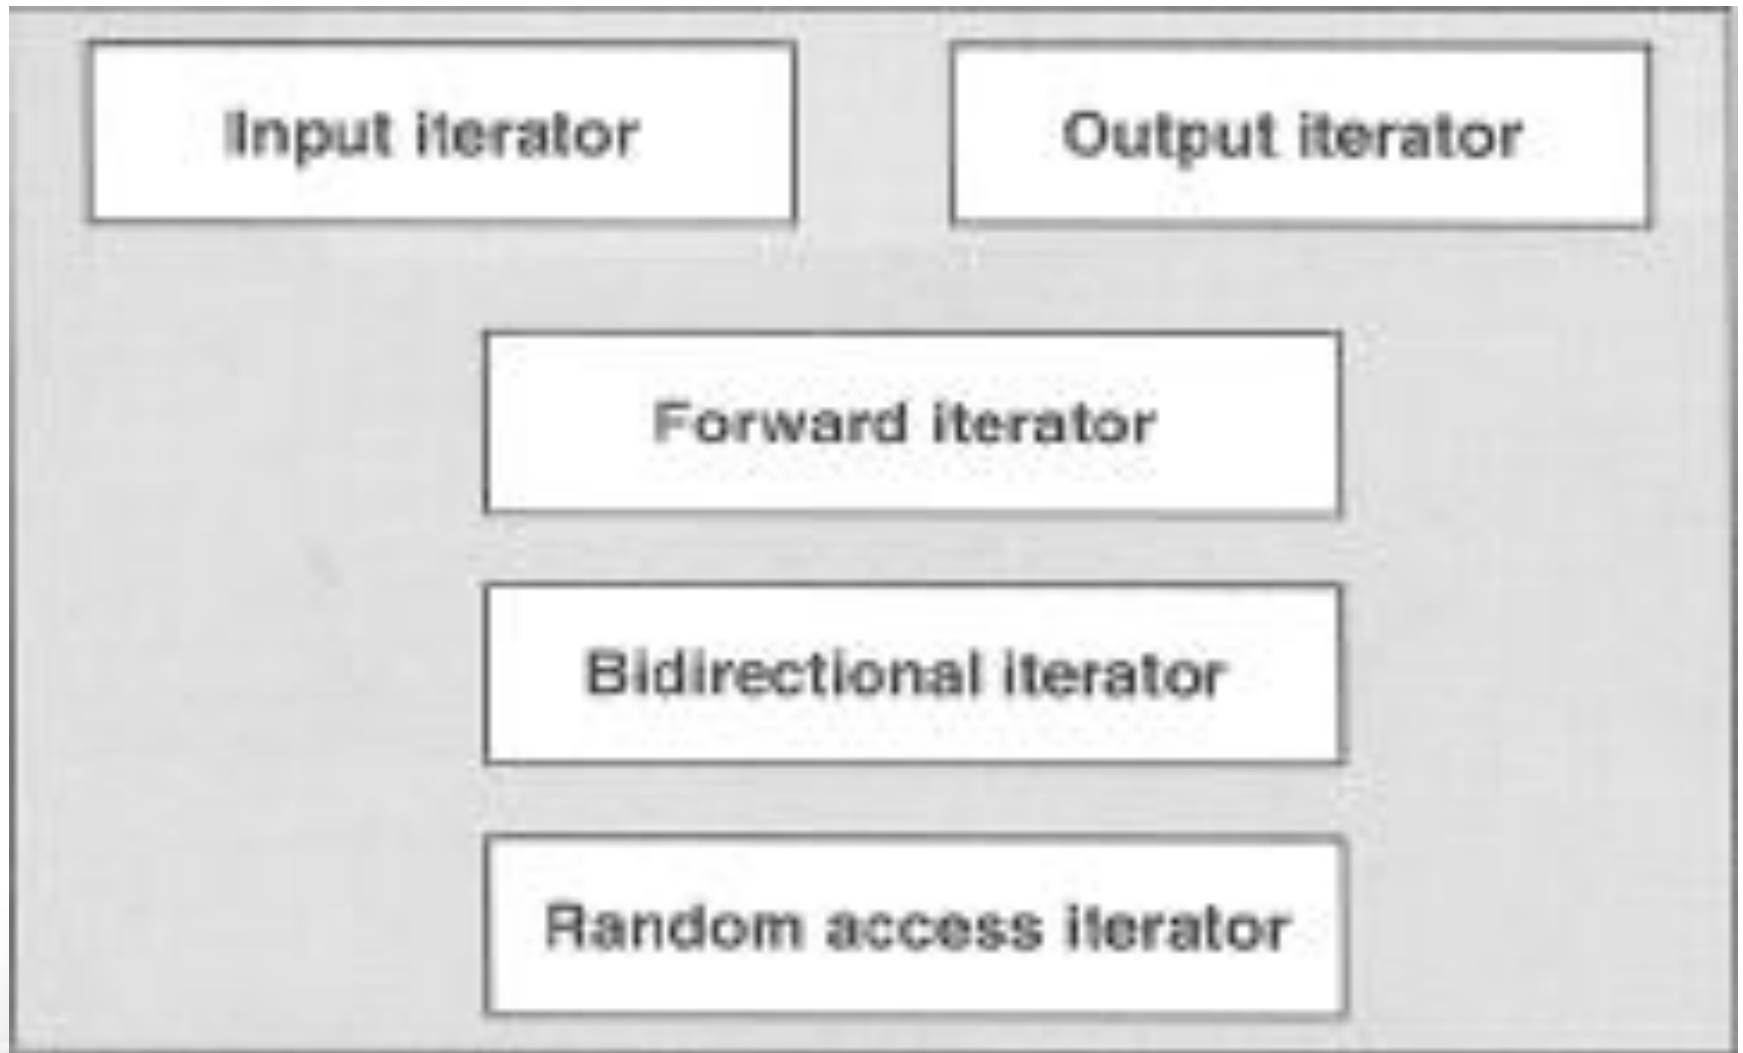 Input iterator
Output iterator
Forward iterator
Bidirectional iterator
Random access iterator